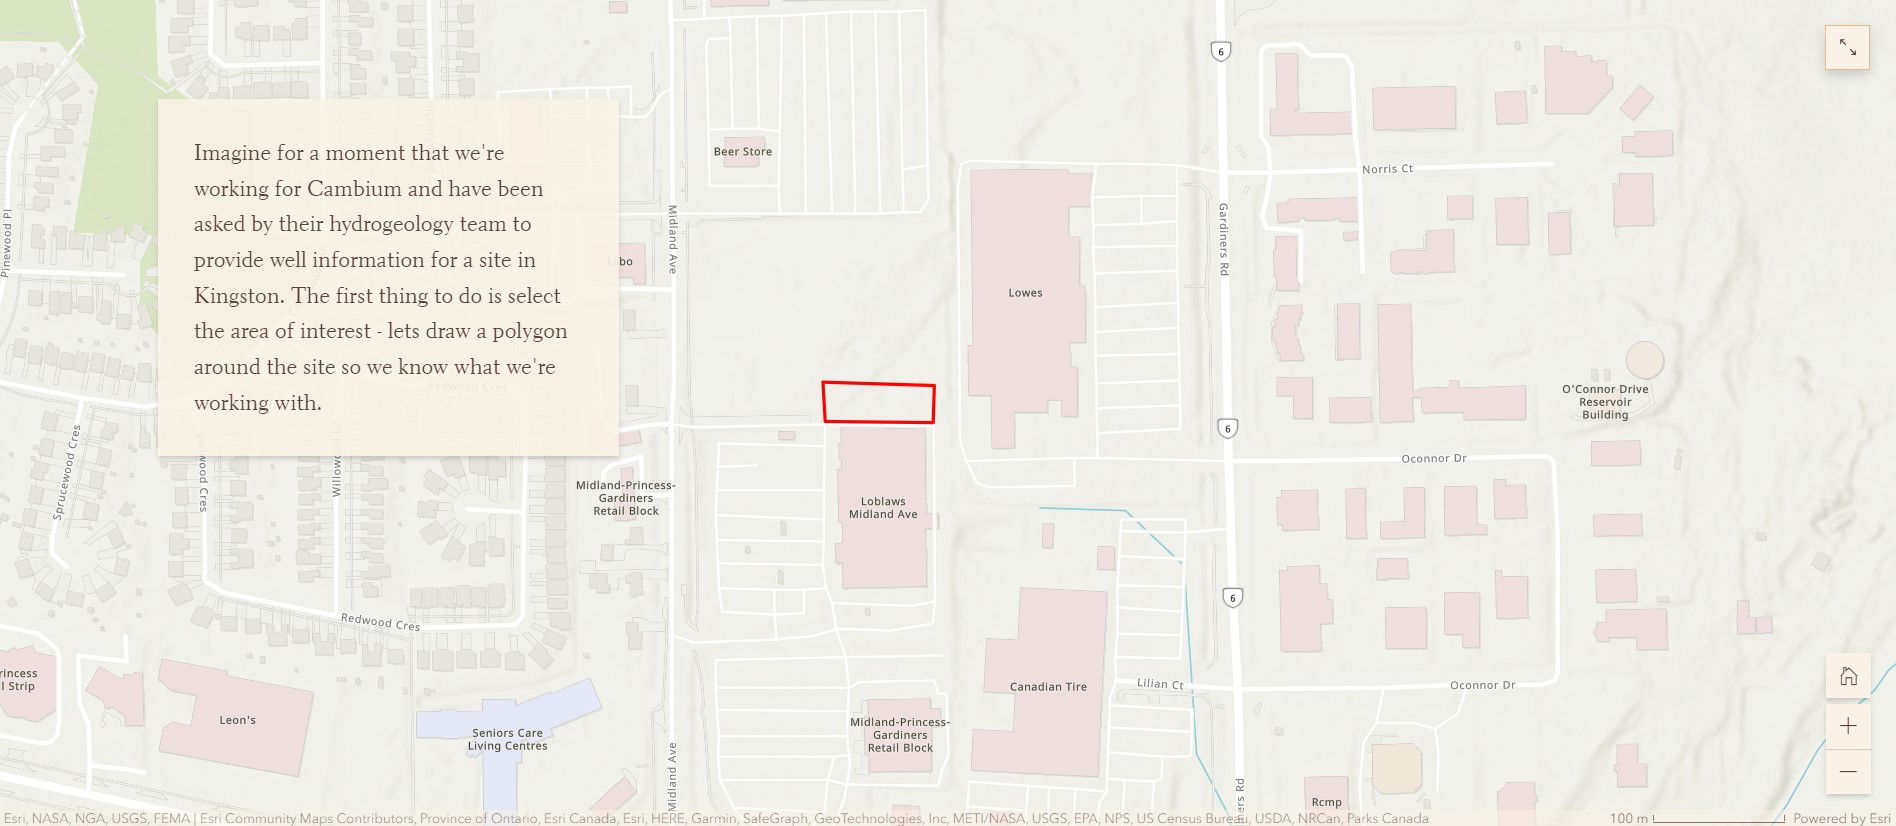 Imagine for a moment that we're
working for Cambium and have been
asked by their hydrogeology team to
provide well information for a site in
Kingston. The first thing to do is select
the area of interest - lets draw a polygon
around the site so we know what we're
working with.
6
Beer Store
Norris Ct
Pinewood Pl
Midland Ave
Gardiners Rd
Lowes
Redwood Cres
O'Connor Drive
Reservoir
Building
6
Oconnor Dr
Sprucewood Cres
Midland-Princess-
Gardiners
Retail Block
Loblaws
Midland Ave
6
Redwood Cres
Leon's
Seniors Care
Living Centres
Midland Ave
Midland-Princess-
Gardiners
Retail Block
Canadian Tire
Lilian Ct
Oconnor Dr
Rcmp
Esri, NASA, NGA, USGS, FEMA | Esri Community Maps Contributors, Province of Ontario, Esri Canada, Esri, HERE, Garmin, SafeGraph, GeoTechnologies, Inc, METI/NASA, USGS, EPA, NPS, US Census Bureau, USDA, NRCan, Parks Canada
100 m
Powered by Esri